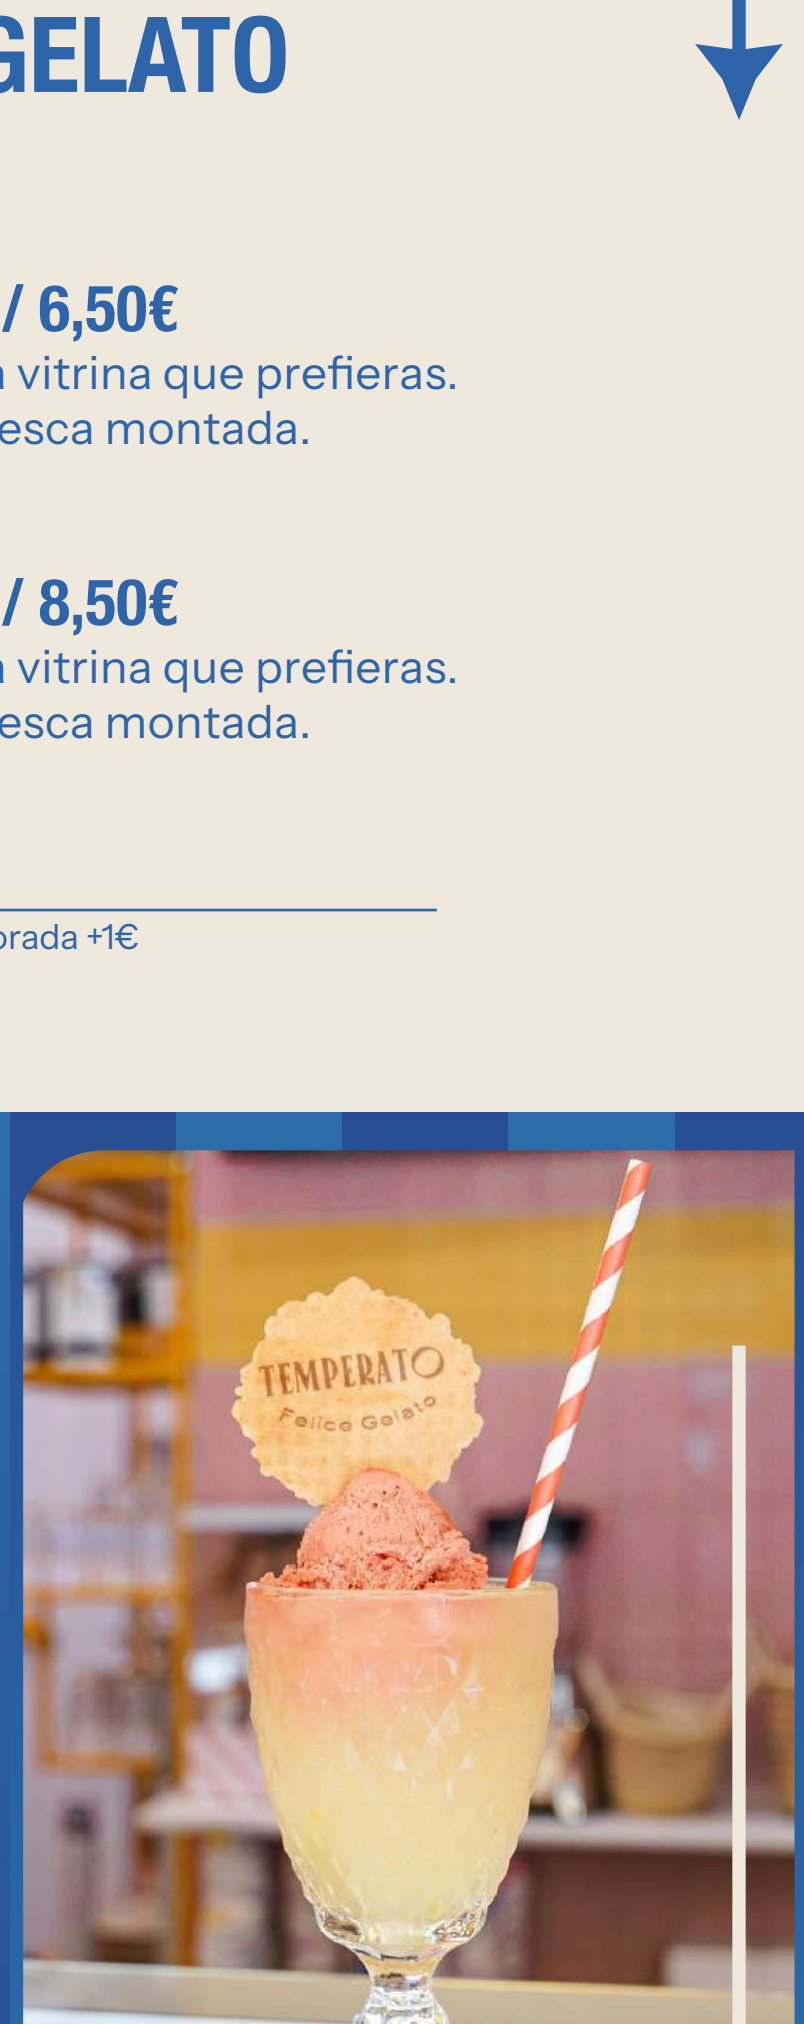 GELATO
/ 6,50€
a vitrina que prefieras.
esca montada.
/ 8,50€
a vitrina que prefieras.
esca montada.
orada +1€
TEMPERATO
Felice Gelato